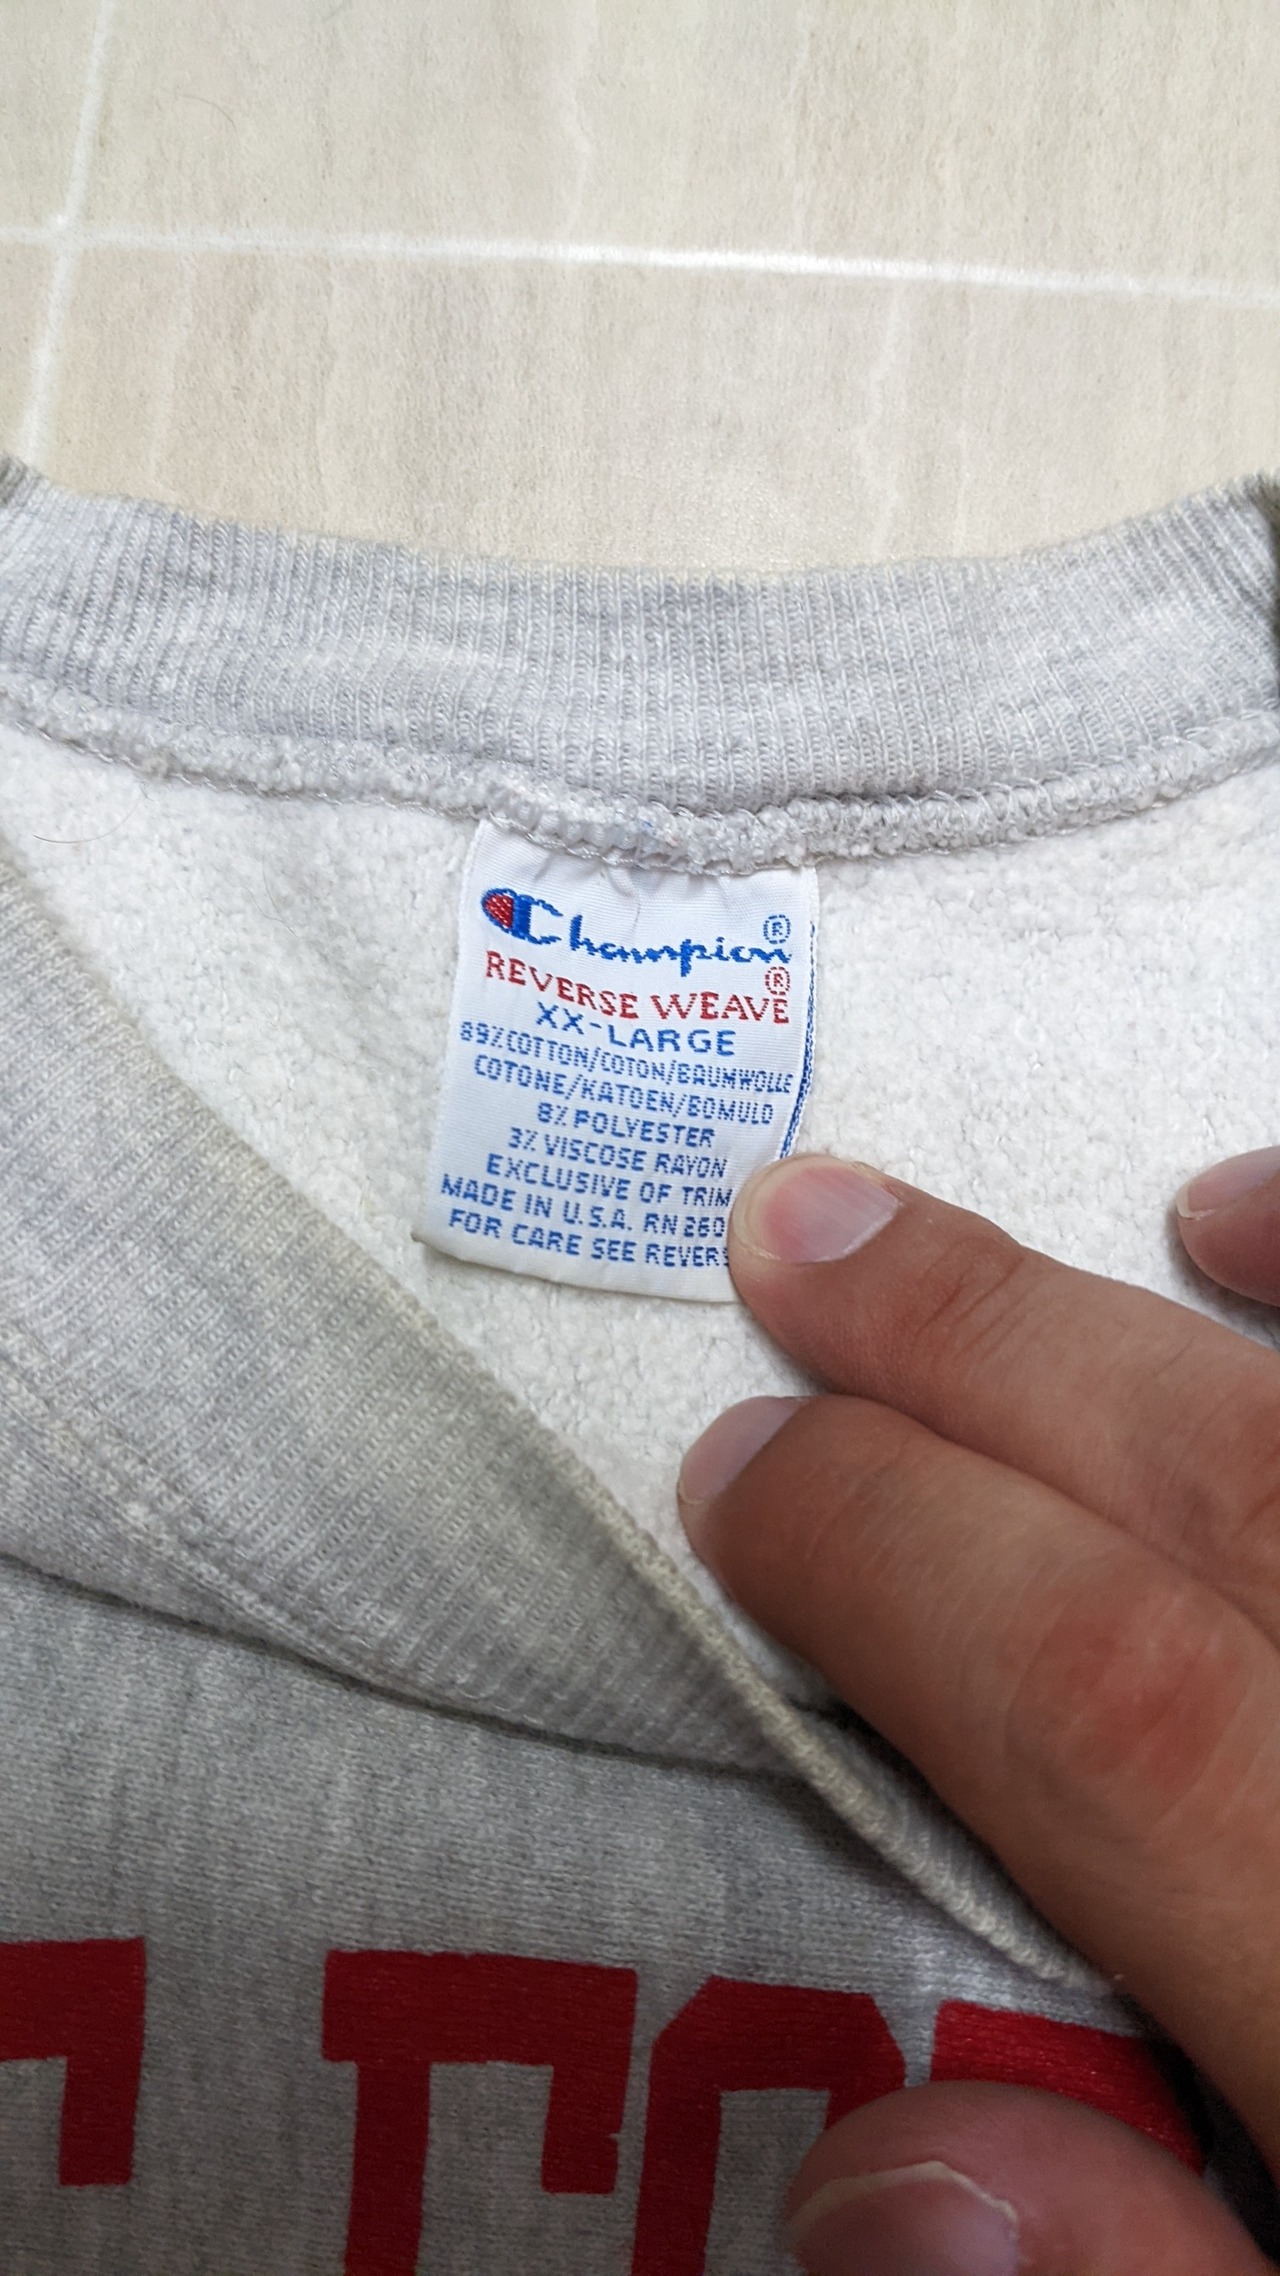 Champion®
REVERSE WEAVE®
XX-LARGE
89% COTTON/COTON/BAUMWOLLE
COTONE/KATOEN/BOMULD
8% POLYESTER
3% VISCOSE RAYON
EXCLUSIVE OF TRIM
MADE IN U.S.A. RN 260
FOR CARE SEE REVERS